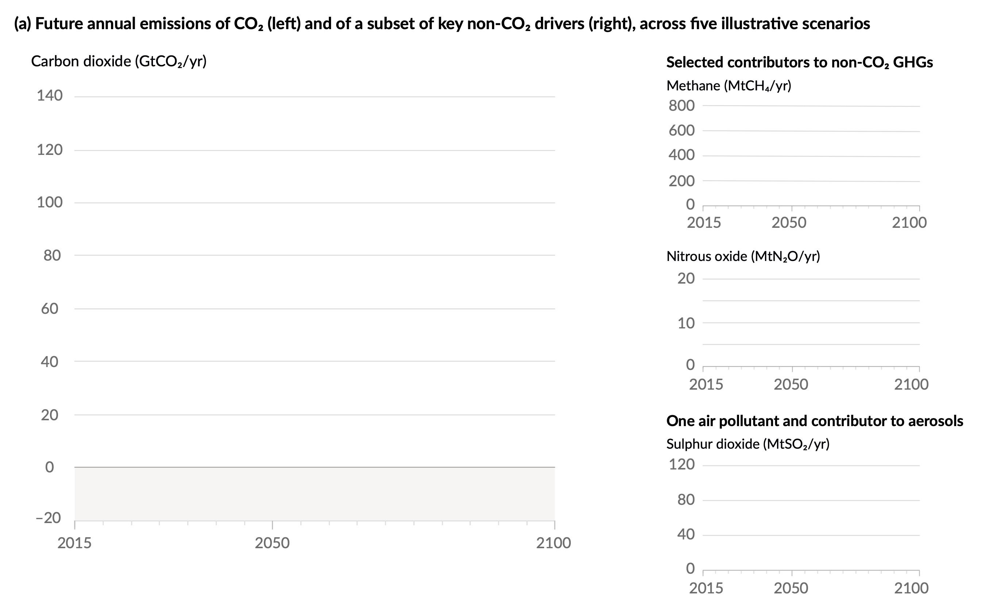 (a) Future annual emissions of CO₂ (left) and of a subset of key non-CO₂ drivers (right), across five illustrative scenarios
Carbon dioxide (GtCO₂/yr)
140
120
100
80
60
40
20
0
−20
2015 2050 2100
Selected contributors to non-CO₂ GHGs
Methane (MtCH₄/yr)
800
600
400
200
0
2015 2050 2100
Nitrous oxide (MtN₂O/yr)
20
10
0
2015 2050 2100
One air pollutant and contributor to aerosols
Sulphur dioxide (MtSO₂/yr)
120
80
40
0
2015 2050 2100